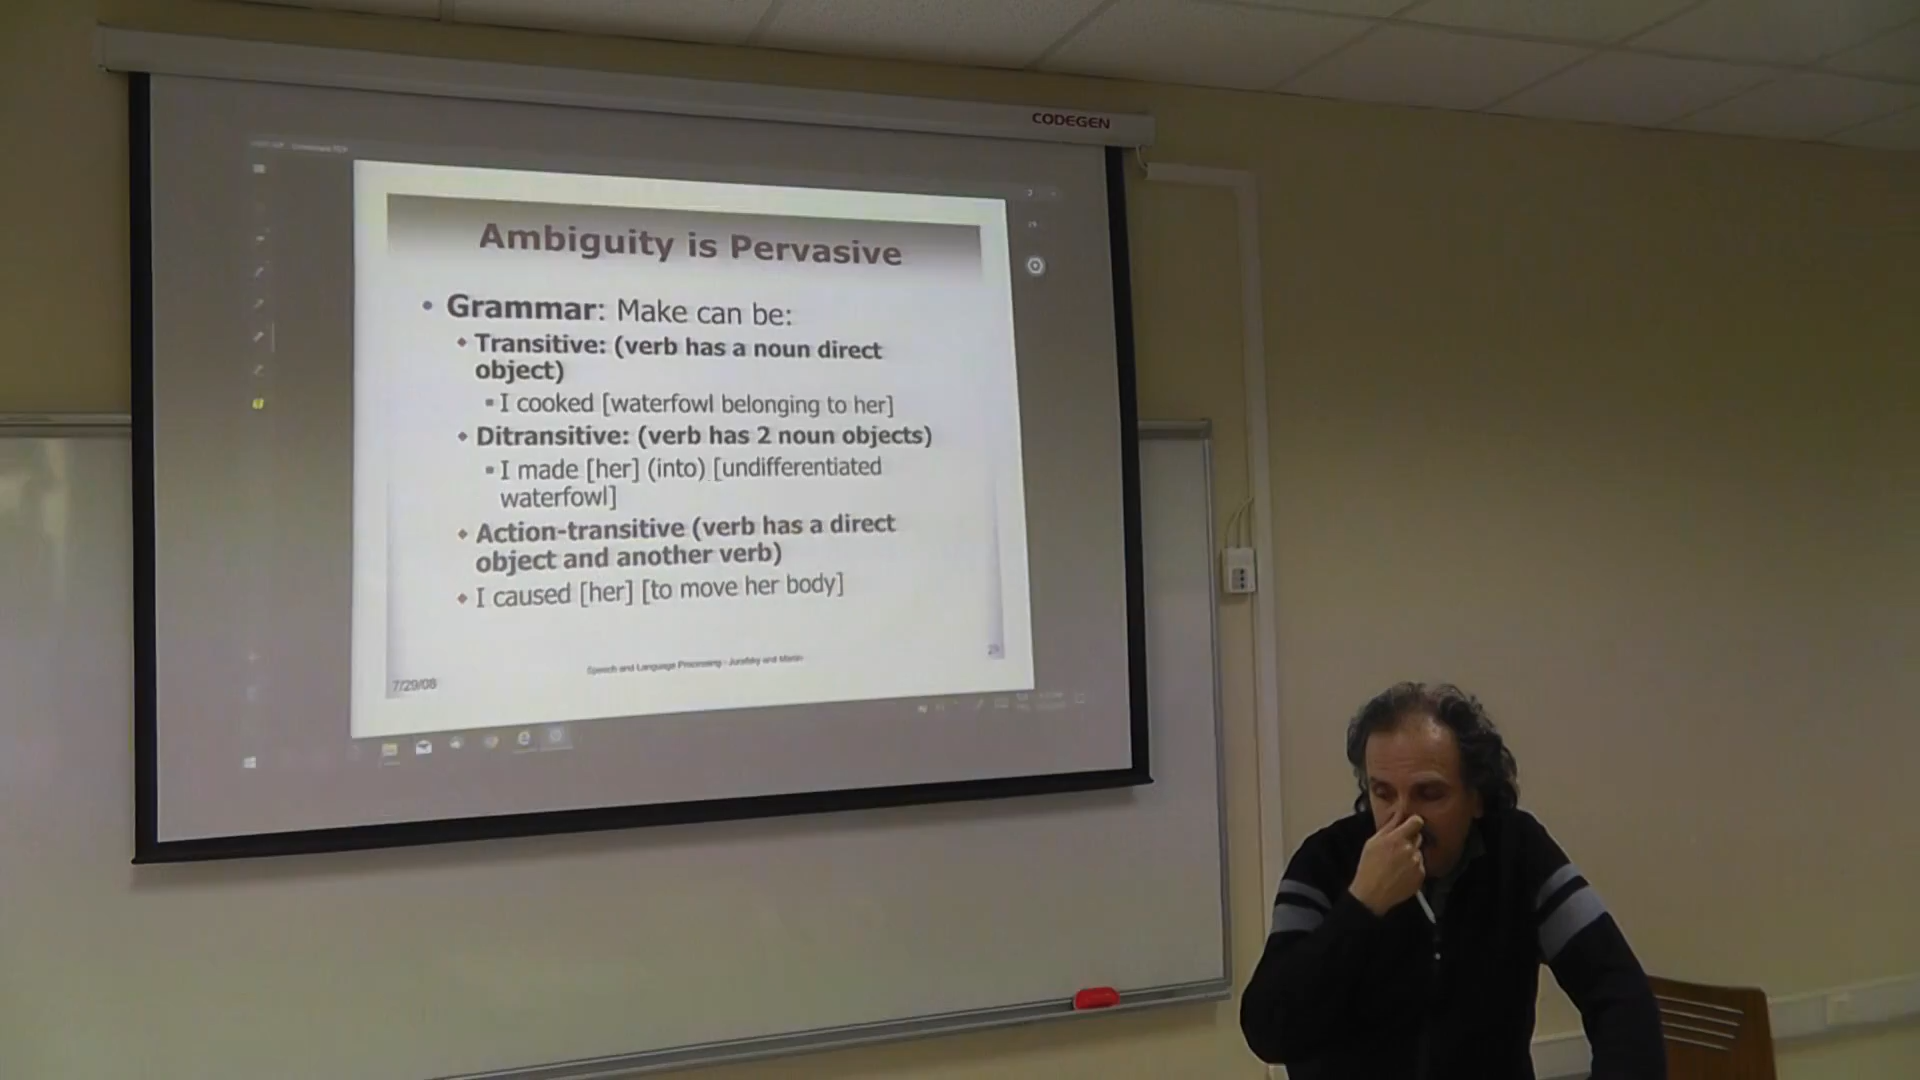 CODEGEN
Ambiguity is Pervasive
• Grammar: Make can be:
Transitive: (verb has a noun direct
object)
I cooked [waterfowl belonging to her]
Ditransitive: (verb has 2 noun objects)
I made [her] (into) [undifferentiated
waterfowl]
Action-transitive (verb has a direct
object and another verb)
I caused [her] [to move her body]
Speech and Language Processing - Jurafsky and Martin
7/29/08